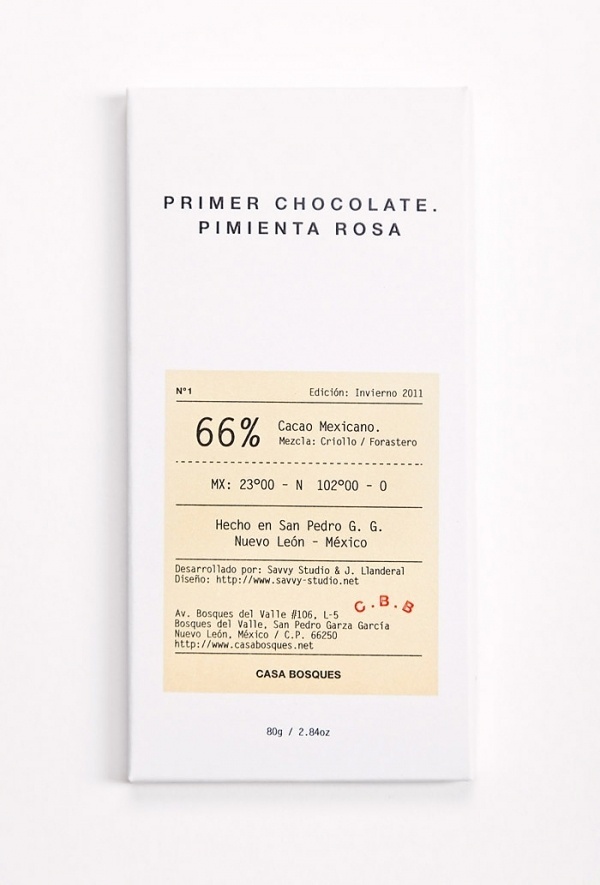 PRIMER CHOCOLATE.
PIMIENTA ROSA
Nº1 Edición: Invierno 2011
66% Cacao Mexicano.
Mezcla: Criollo / Forastero
MX: 23º00 - N 102º00 - O
Hecho en San Pedro G. G.
Nuevo León - México
Desarrollado por: Savvy Studio & J. Llanderal
Diseño: http://www.savvy-studio.net
C.B.B
Av. Bosques del Valle #106, L-5
Bosques del Valle, San Pedro Garza García
Nuevo León, México / C.P. 66250
http://www.casabosques.net
CASA BOSQUES
80g / 2.84oz